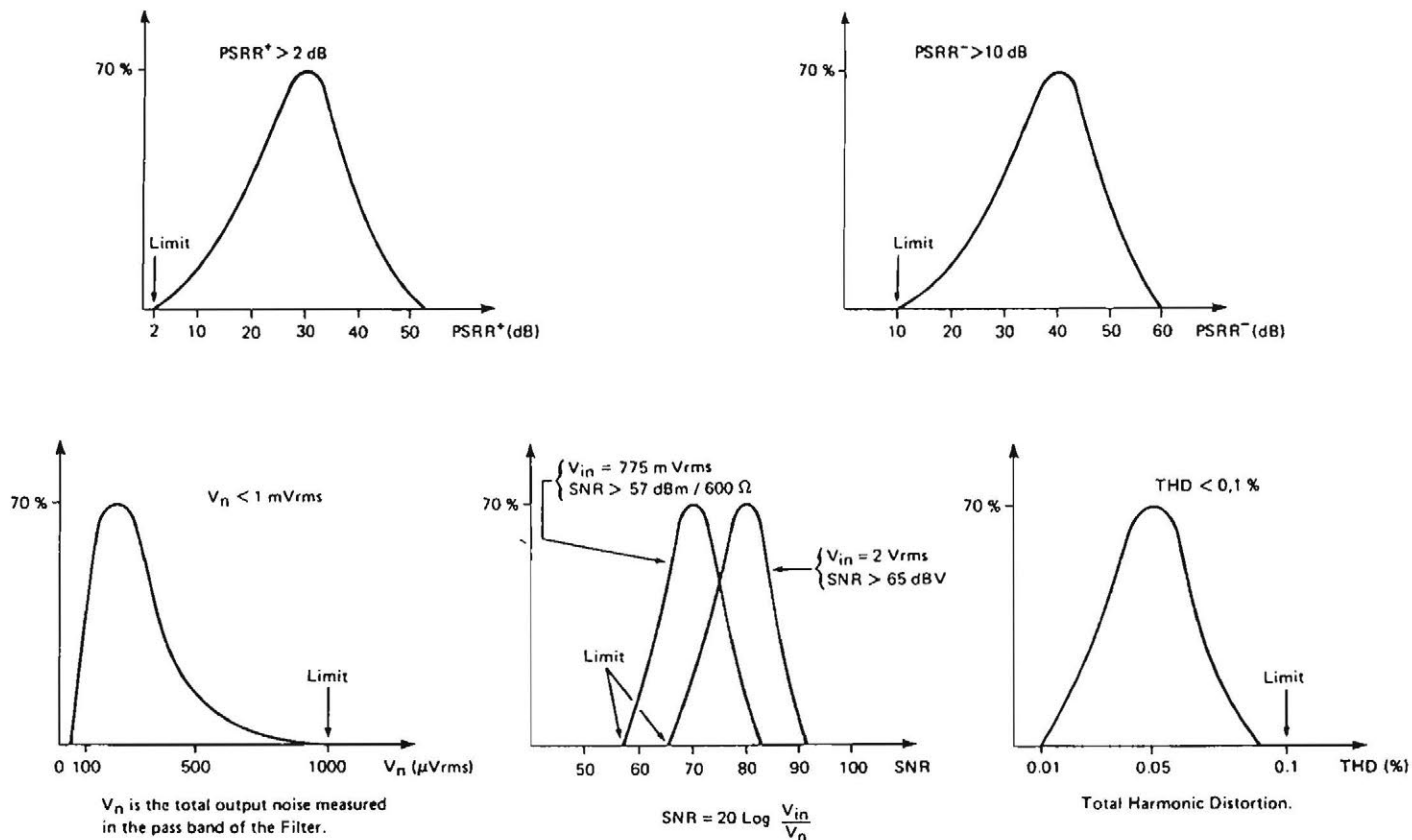 PSRR⁺ > 2 dB
70 %
Limit
2 10 20 30 40 50 PSRR⁺ (dB)
PSRR⁻ >10 dB
70 %
Limit
10 20 30 40 50 60 PSRR⁻ (dB)
Vn < 1 mVrms
70 %
Limit
0 100 500 1000 Vn (μVrms)
Vn is the total output noise measured
in the pass band of the Filter.
Vin = 775 m Vrms
SNR > 57 dBm / 600 Ω
70 %
Vin = 2 Vrms
SNR > 65 dBV
Limit
50 60 70 80 90 100 SNR
SNR = 20 Log Vin/Vn
THD < 0,1 %
70 %
Limit
0.01 0.05 0.1 THD (%)
Total Harmonic Distortion.